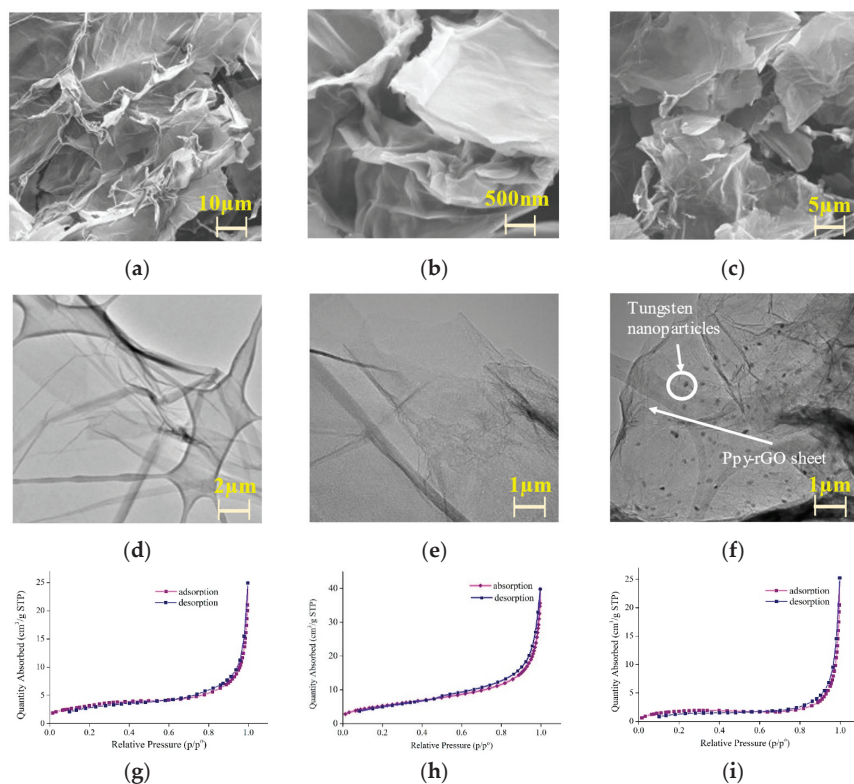 10µm
500nm
5µm
(a)
(b)
(c)
2µm
1µm
Tungsten
nanoparticles
Ppy-rGO sheet
1µm
(d)
(e)
(f)
25
20
15
10
5
0
0.0 0.2 0.4 0.6 0.8 1.0
Quantity Absorbed (cm³/g STP)
Relative Pressure (p/pº)
adsorption
desorption
40
30
20
10
0
0.0 0.2 0.4 0.6 0.8 1.0
Quantity Absorbed (cm³/g STP)
Relative Pressure (p/pº)
absorption
desorption
25
20
15
10
5
0
0.0 0.2 0.4 0.6 0.8 1.0
Quantity Absorbed (cm³/g STP)
Relative Pressure (p/pº)
adsorption
desorption
(g)
(h)
(i)